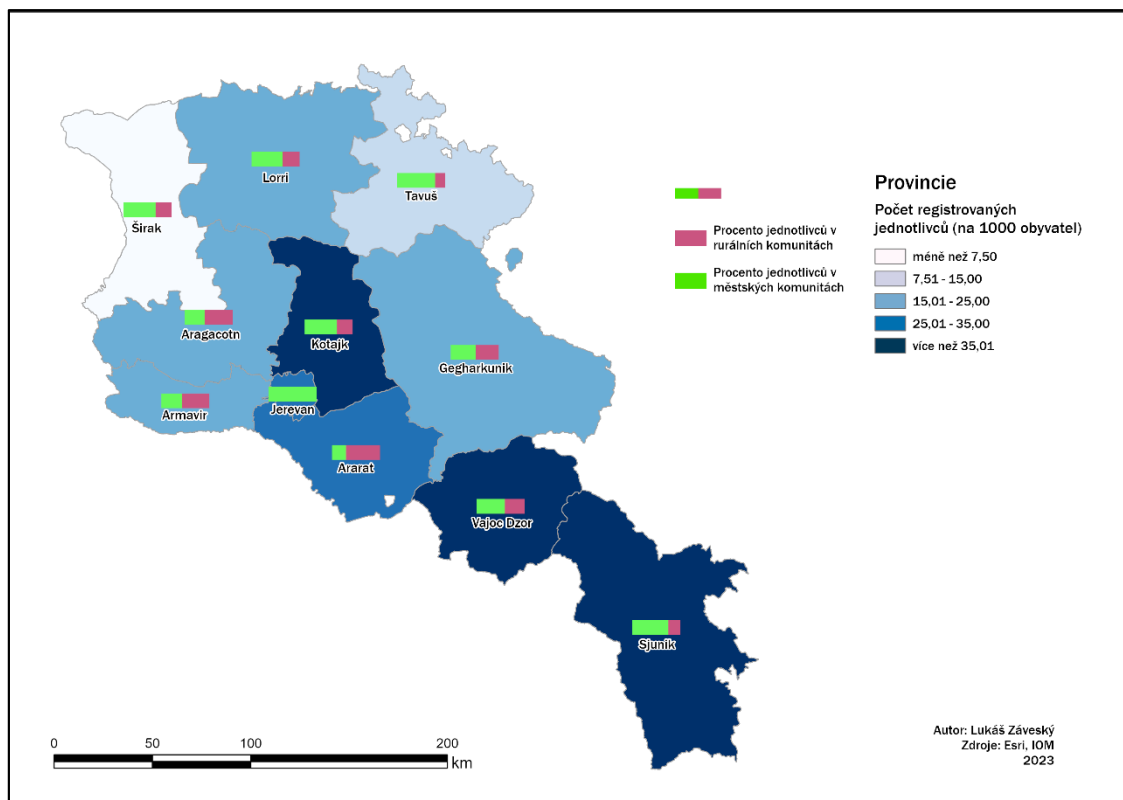 Lorri
Tavuš
Širak
Aragacotn
Kotajk
Gegharkunik
Armavir
Jerevan
Ararat
Vajoc Dzor
Sjunik
Procento jednotlivců v
rurálních komunitách
Procento jednotlivců v
městských komunitách
Provincie
Počet registrovaných
jednotlivců (na 1000 obyvatel)
méně než 7,50
7,51 - 15,00
15,01 - 25,00
25,01 - 35,00
více než 35,01
0 50 100 200
km
Autor: Lukáš Záveský
Zdroje: Esri, IOM
2023